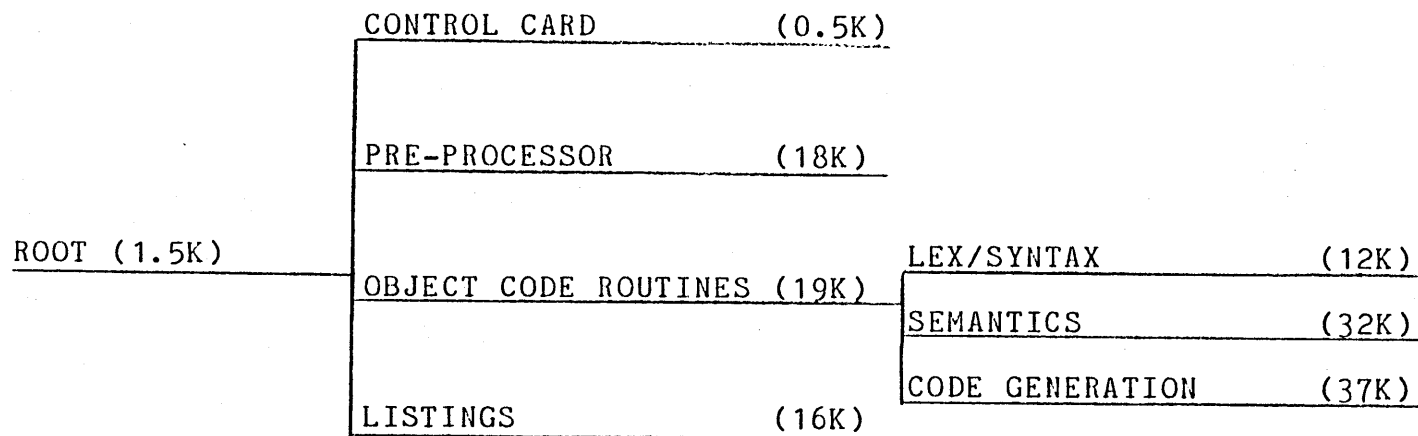 CONTROL CARD (0.5K)
PRE-PROCESSOR (18K)
ROOT (1.5K)
OBJECT CODE ROUTINES (19K)
LISTINGS (16K)
LEX/SYNTAX (12K)
SEMANTICS (32K)
CODE GENERATION (37K)